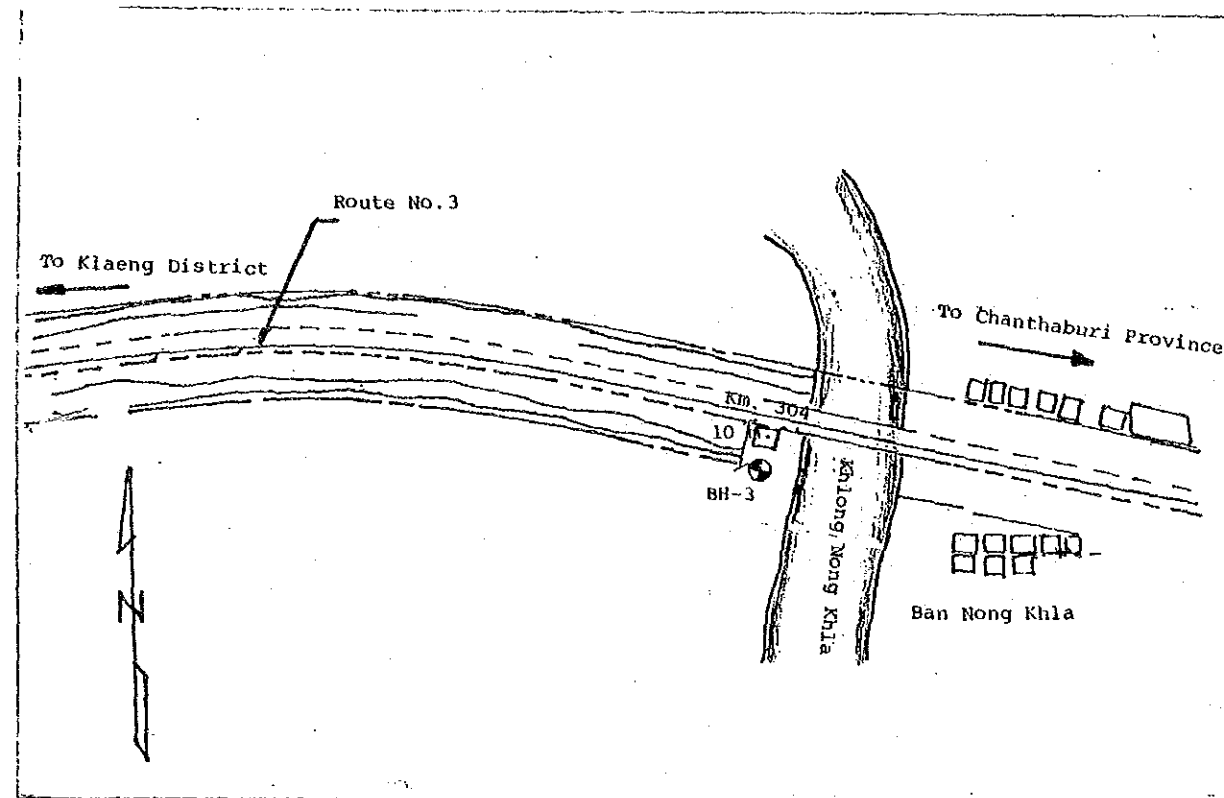 Route No.3
To Klaeng District
To Chanthaburi Province
Km. 304
10
BH-3
Khlong Nong Khla
Ban Nong Khla
N